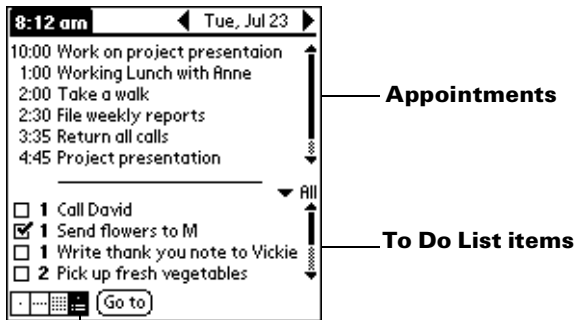 8:12 am Tue, Jul 23
10:00 Work on project presentaion
1:00 Working Lunch with Anne
2:00 Take a walk
2:30 File weekly reports
3:35 Return all calls
4:45 Project presentation
Appointments
All
1 Call David
1 Send flowers to M
1 Write thank you note to Vickie
2 Pick up fresh vegetables
To Do List items
Go to